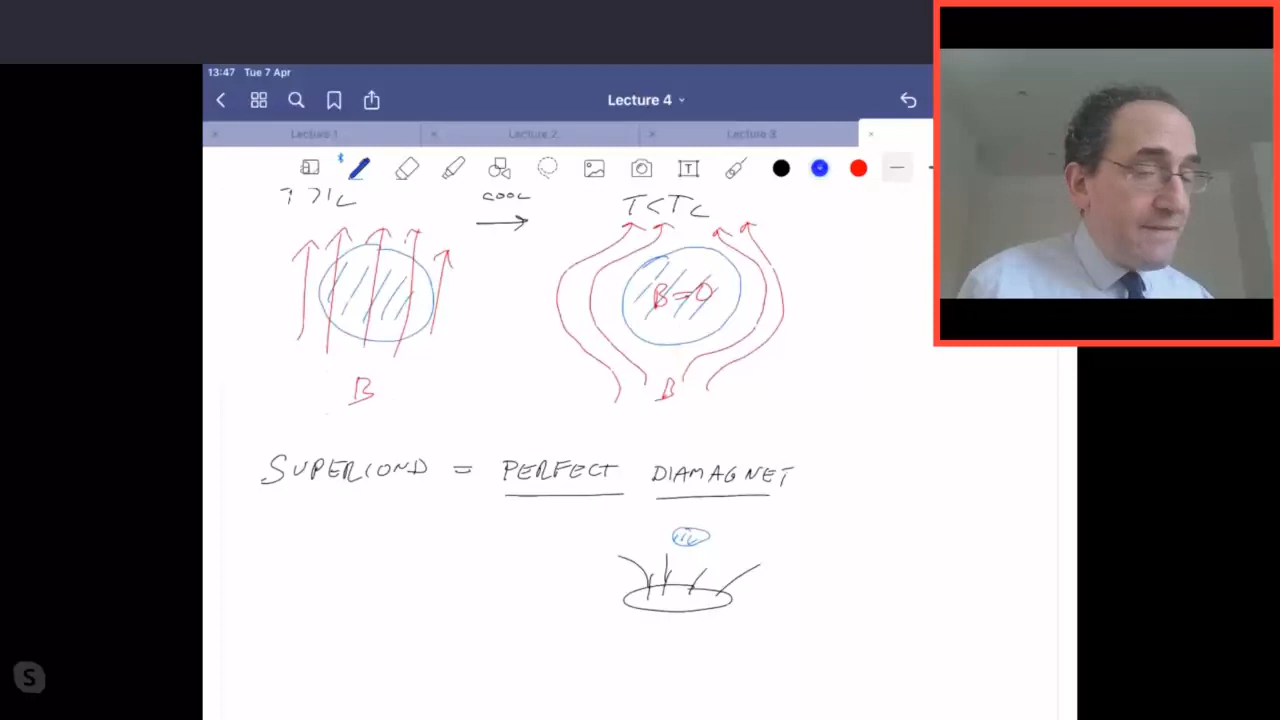 13:47 Tue 7 Apr
Lecture 4
Lecture 1 Lecture 2 Lecture 3
T
T > Tc COOL T < Tc
B = 0
B B
SUPERCOND = PERFECT DIAMAGNET
S